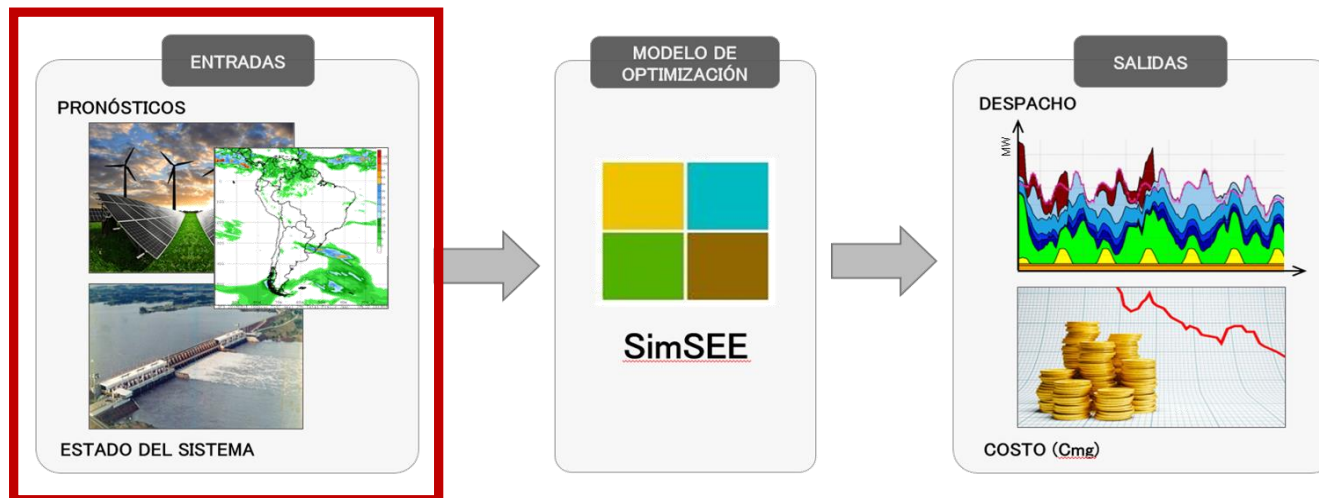 ENTRADAS
PRONÓSTICOS
ESTADO DEL SISTEMA
MODELO DE
OPTIMIZACIÓN
SimSEE
SALIDAS
DESPACHO
MW
COSTO (Cmg)